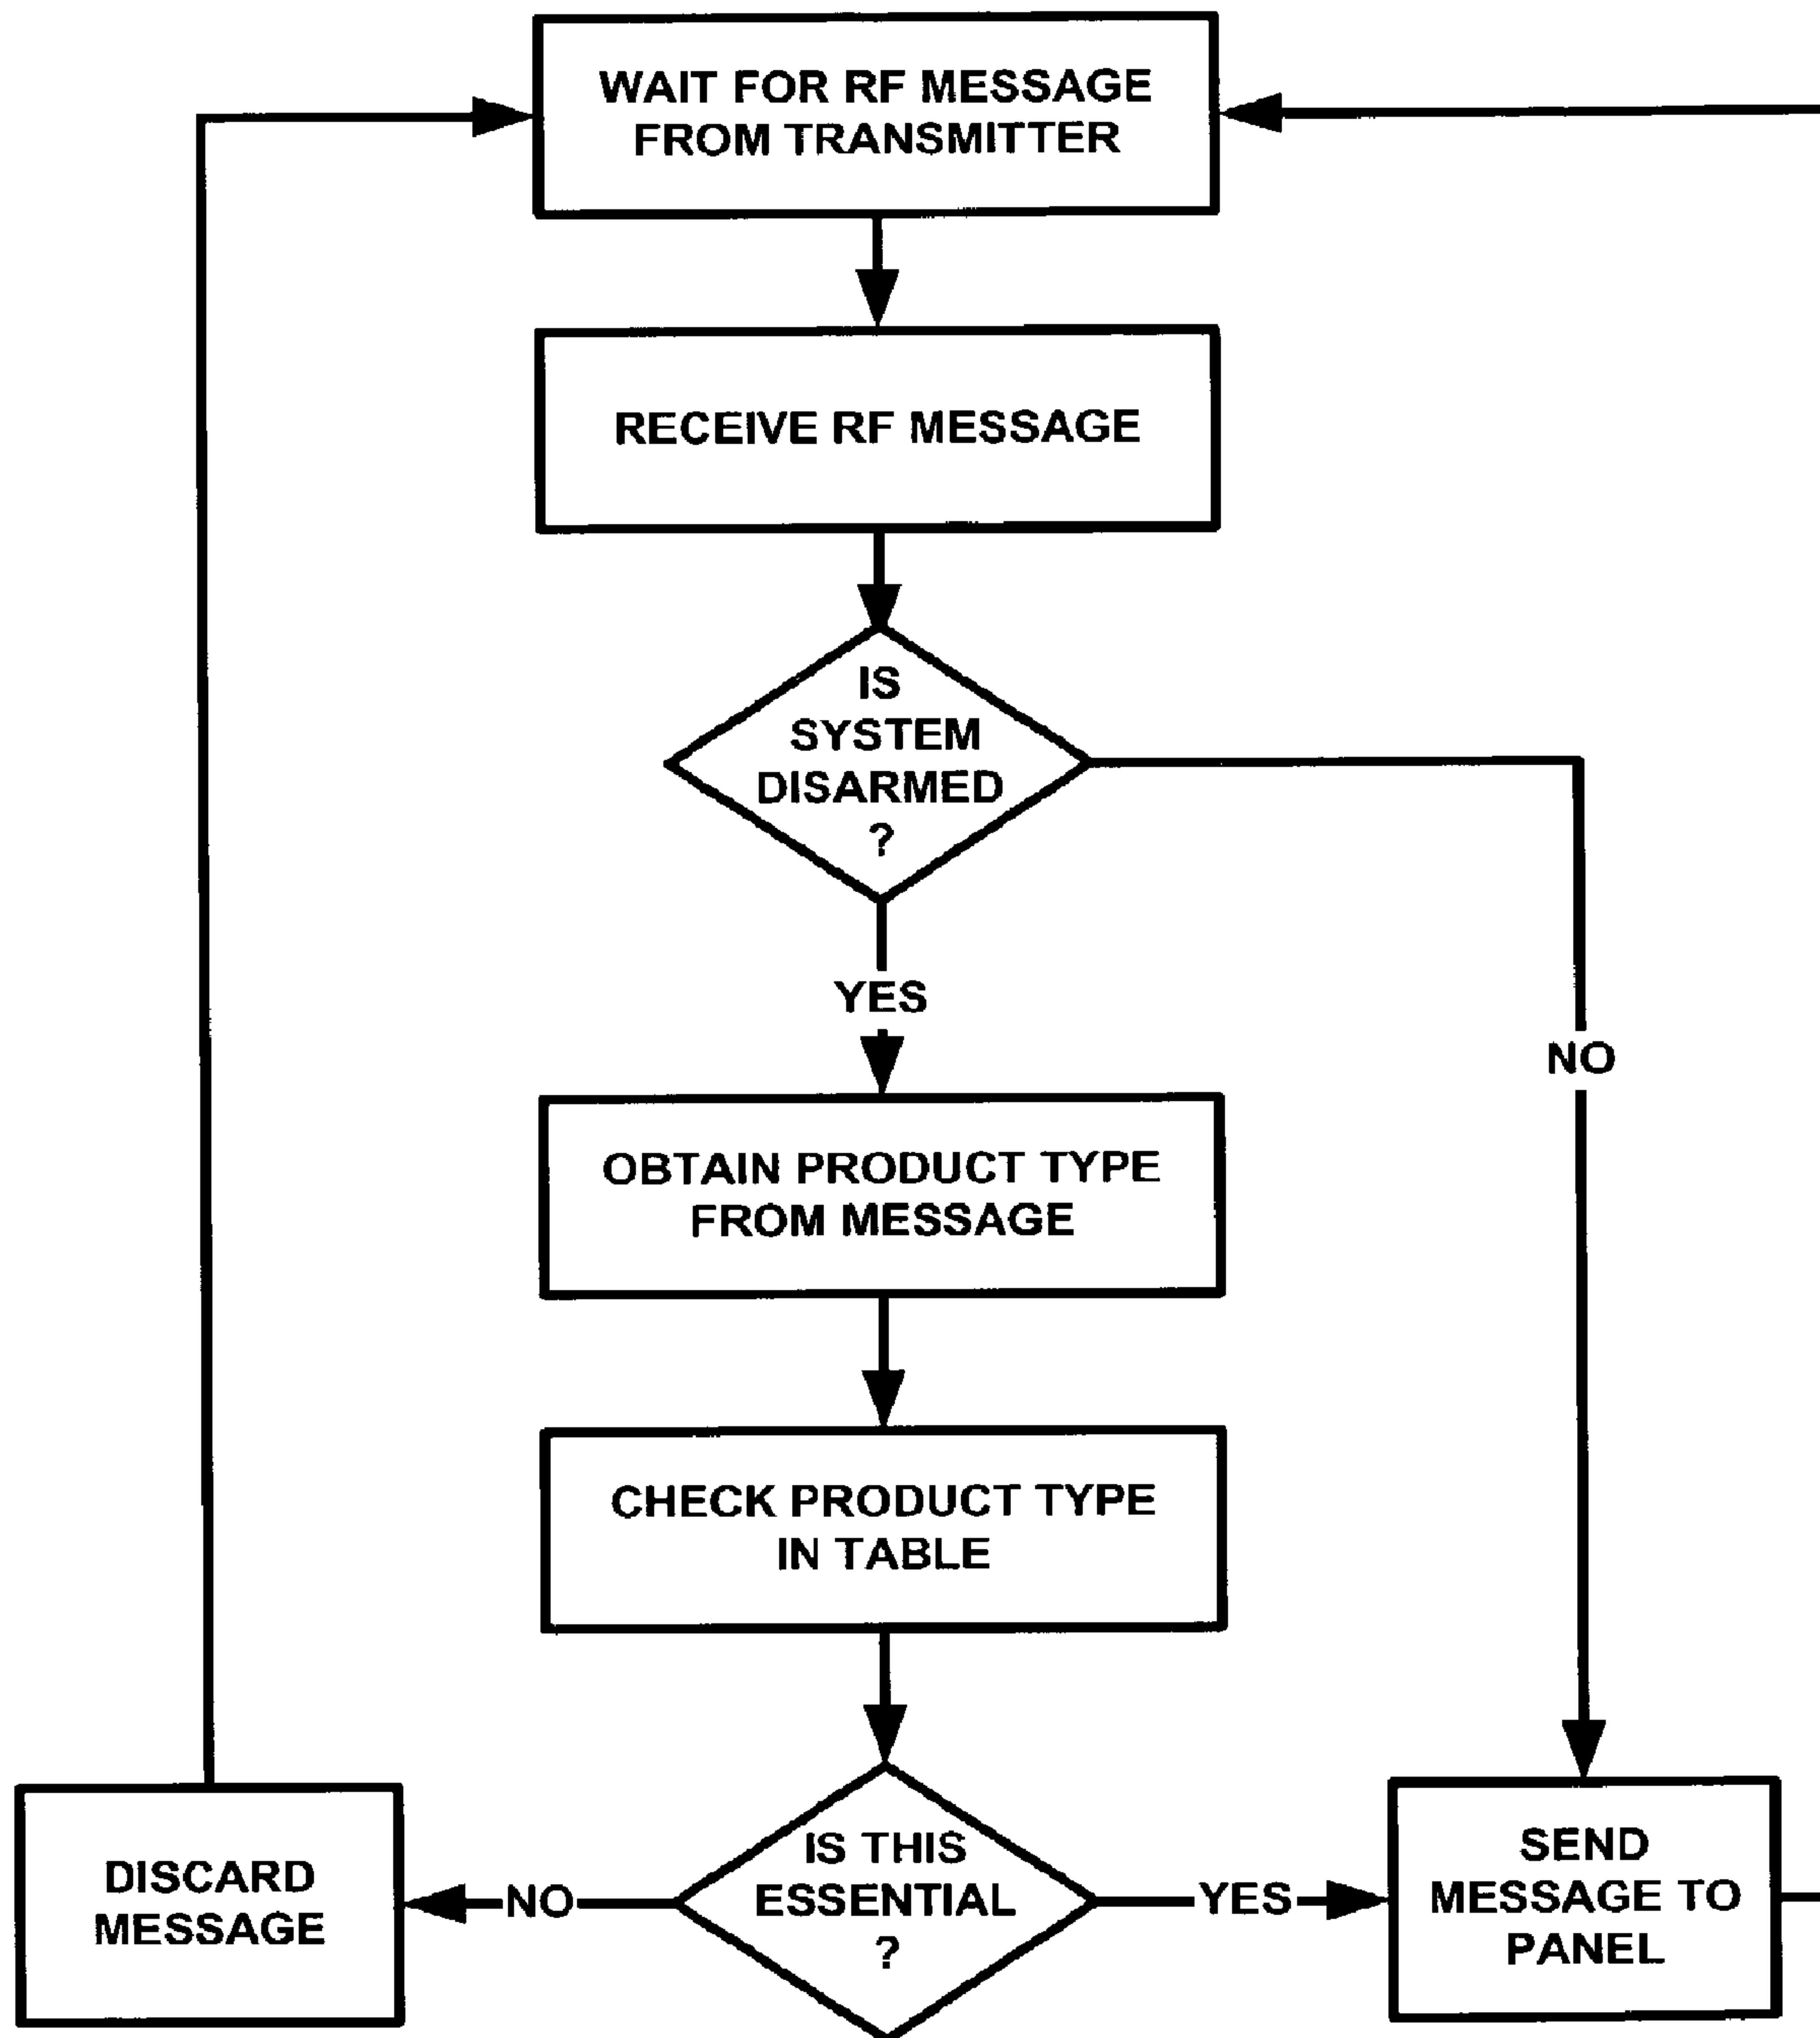 WAIT FOR RF MESSAGE
FROM TRANSMITTER
RECEIVE RF MESSAGE
IS
SYSTEM
DISARMED
?
YES
NO
OBTAIN PRODUCT TYPE
FROM MESSAGE
CHECK PRODUCT TYPE
IN TABLE
IS THIS
ESSENTIAL
?
NO
DISCARD
MESSAGE
YES
SEND
MESSAGE TO
PANEL